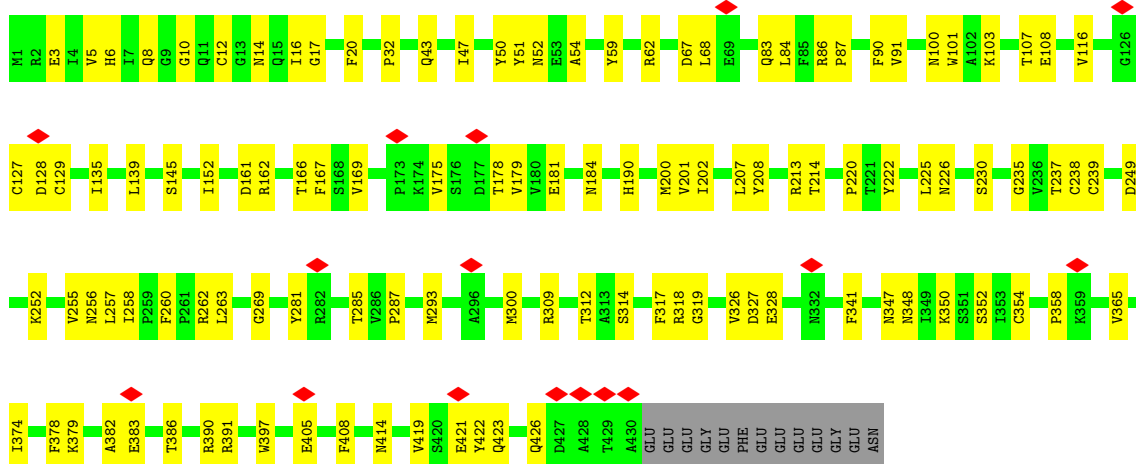 M1 R2 E3 I4 V5 H6 I7 Q8 G9 G10 Q11 C12 G13 N14 Q15 I16 G17 F20 P32 Q43 I47 Y50 Y51 N52 E53 A54 Y59 R62 D67 L68 E69 Q83 L84 F85 R86 P87 F90 V91 N100 W101 A102 K103 T107 E108 V116 G126
C127 D128 C129 I135 L139 S145 I152 D161 R162 T166 F167 S168 V169 P173 K174 V175 S176 D177 T178 V179 V180 E181 N184 H190 M200 V201 I202 L207 Y208 R213 T214 P220 T221 Y222 L225 N226 S230 G235 V236 T237 C238 C239 D249
K252 V255 N256 L257 I258 P259 F260 P261 R262 L263 G269 Y281 R282 T285 V286 P287 M293 A296 M300 R309 T312 A313 S314 F317 R318 G319 V326 D327 E328 N332 F341 N347 N348 I349 K350 S351 S352 I353 C354 P358 K359 V365
I374 F378 K379 A382 E383 T386 R390 R391 W397 E405 F408 N414 V419 S420 E421 Y422 Q423 Q426 D427 A428 T429 A430 GLU GLU GLU GLY GLU PHE GLU GLU GLU GLU GLY GLU ASN